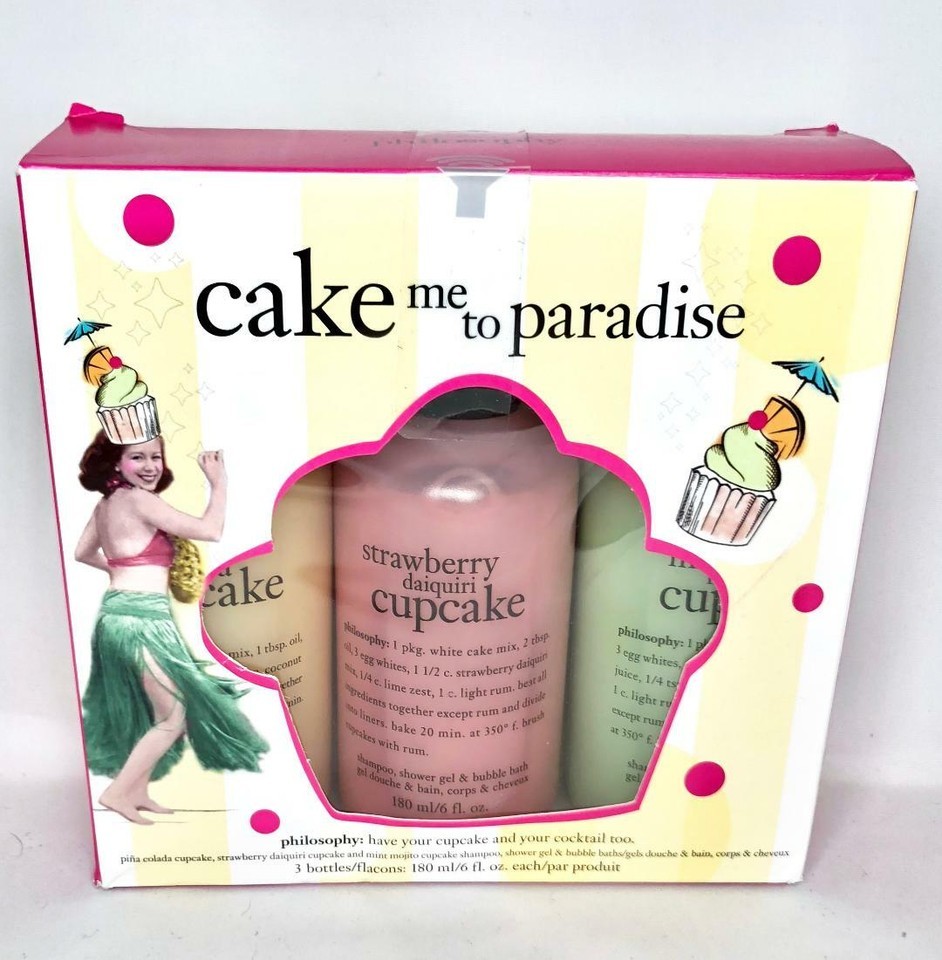 cake me to paradise
cake
mix, 1 tbsp. oil,
coconut
min.
strawberry
daiquiri
cupcake
philosophy: 1 pkg. white cake mix, 2 tbsp.
oil, 3 egg whites, 1 1/2 c. strawberry daiquiri
mix, 1/4 c. lime zest, 1 c. light rum. beat all
ingredients together except rum and divide
into liners. bake 20 min. at 350° f. brush
cupcakes with rum.
shampoo, shower gel & bubble bath
gel douche & bain, corps & cheveux
180 ml/6 fl. oz.
cup
philosophy: 1
3 egg whites,
juice, 1/4
1 c. light
except rum
at 350° f.
gel
philosophy: have your cupcake and your cocktail too.
piña colada cupcake, strawberry daiquiri cupcake and mint mojito cupcake shampoo, shower gel & bubble baths/gels douche & bain, corps & cheveux
3 bottles/flacons: 180 ml/6 fl. oz. each/par produit